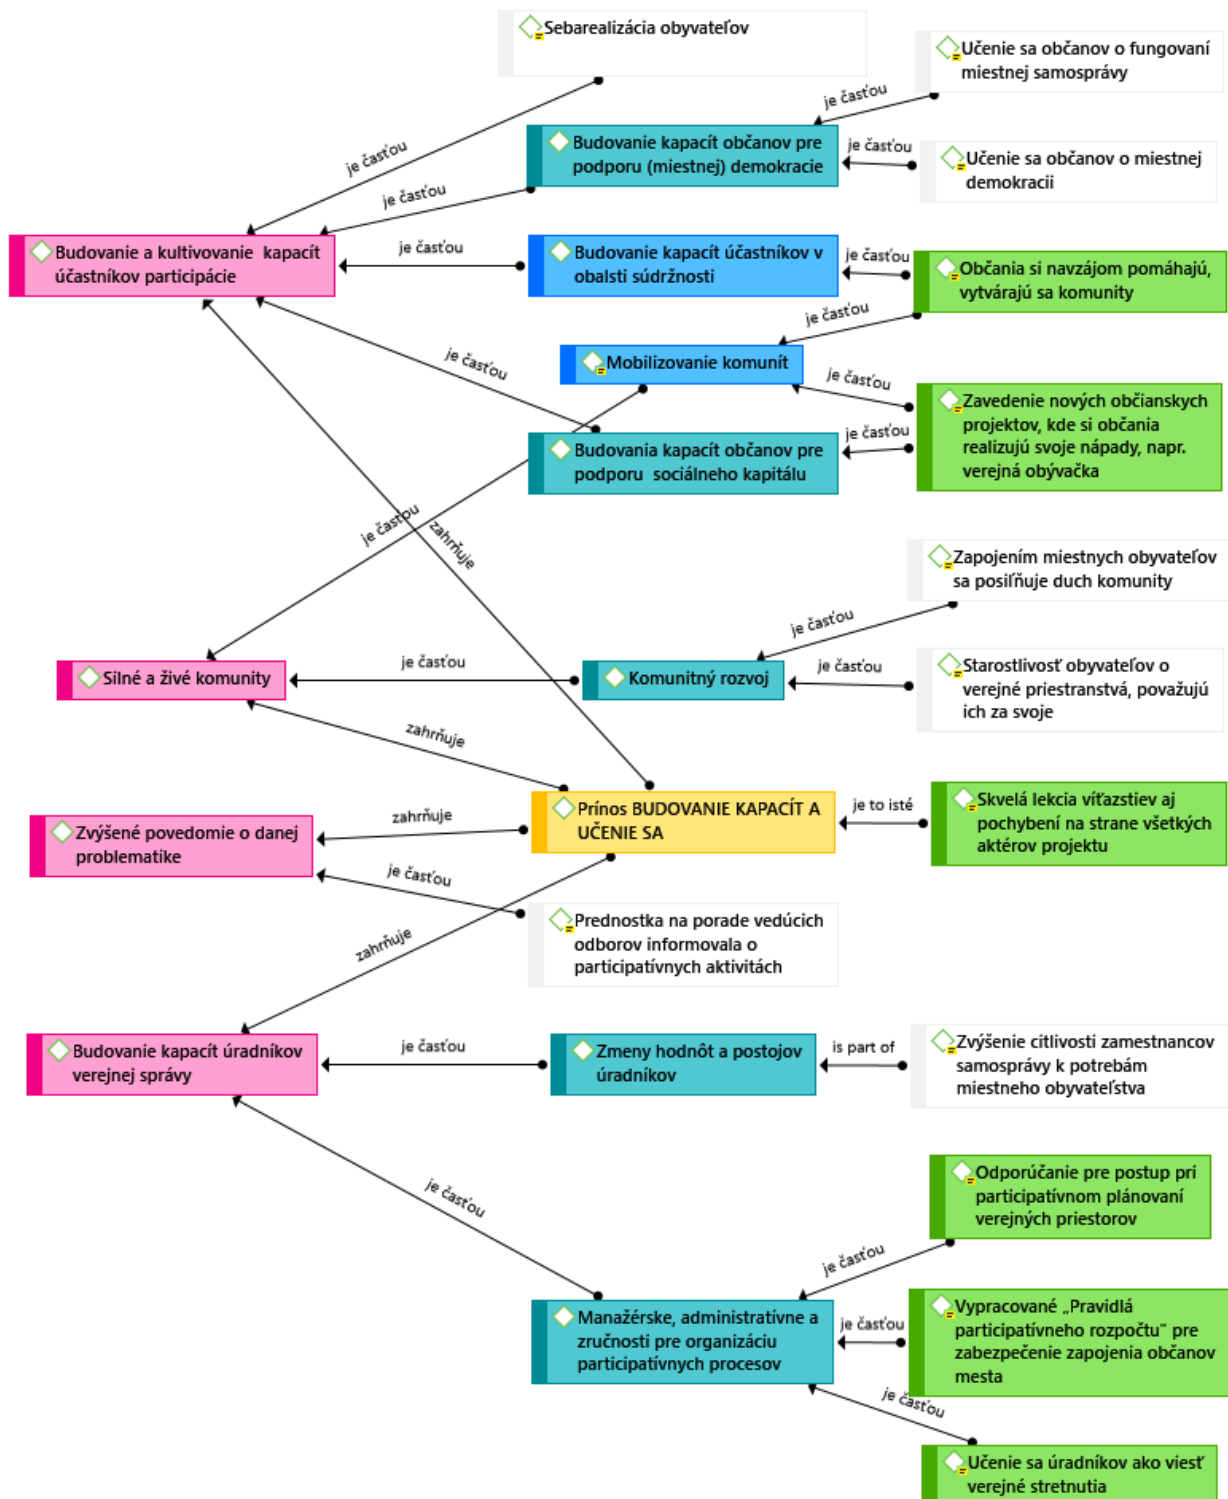 Sebarealizácia obyvateľov
Učenie sa občanov o fungovaní
miestnej samosprávy
je časťou
Budovanie kapacít občanov pre
podporu (miestnej) demokracie
je časťou
Učenie sa občanov o miestnej
demokracii
je časťou
je časťou
Budovanie a kultivovanie kapacít
účastníkov participácie
je časťou
Budovanie kapacít účastníkov v
obalsti súdržnosti
je časťou
Občania si navzájom pomáhajú,
vytvárajú sa komunity
je časťou
Mobilizovanie komunít
je časťou
je časťou
Zavedenie nových občianskych
projektov, kde si občania
realizujú svoje nápady, napr.
verejná obývačka
je časťou
Budovania kapacít občanov pre
podporu sociálneho kapitálu
je časťou
zahrňuje
Zapojením miestnych obyvateľov
sa posilňuje duch komunity
je časťou
Silné a živé komunity
je časťou
Komunitný rozvoj
je časťou
Starostlivosť obyvateľov o
verejné priestranstvá, považujú
ich za svoje
zahrňuje
Prínos BUDOVANIE KAPACÍT A
UČENIE SA
je to isté
Skvelá lekcia víťazstiev aj
pochybení na strane všetkých
aktérov projektu
zahrňuje
Zvýšené povedomie o danej
problematike
je časťou
Prednostka na porade vedúcich
odborov informovala o
participatívnych aktivitách
zahrňuje
Budovanie kapacít úradníkov
verejnej správy
je časťou
Zmeny hodnôt a postojov
úradníkov
is part of
Zvýšenie citlivosti zamestnancov
samosprávy k potrebám
miestneho obyvateľstva
je časťou
Odporúčanie pre postup pri
participatívnom plánovaní
verejných priestorov
je časťou
Manažérske, administratívne a
zručnosti pre organizáciu
participatívnych procesov
je časťou
Vypracované „Pravidlá
participatívneho rozpočtu" pre
zabezpečenie zapojenia občanov
mesta
je časťou
Učenie sa úradníkov ako viesť
verejné stretnutia